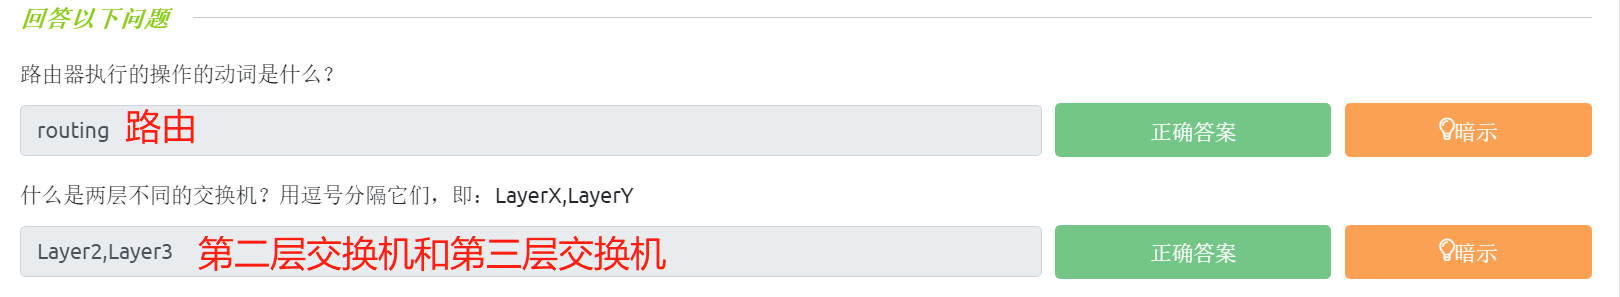 回答以下问题
路由器执行的操作的动词是什么？
routing 路由 正确答案 暗示
什么是两层不同的交换机？用逗号分隔它们，即：LayerX,LayerY
Layer2,Layer3 第二层交换机和第三层交换机 正确答案 暗示